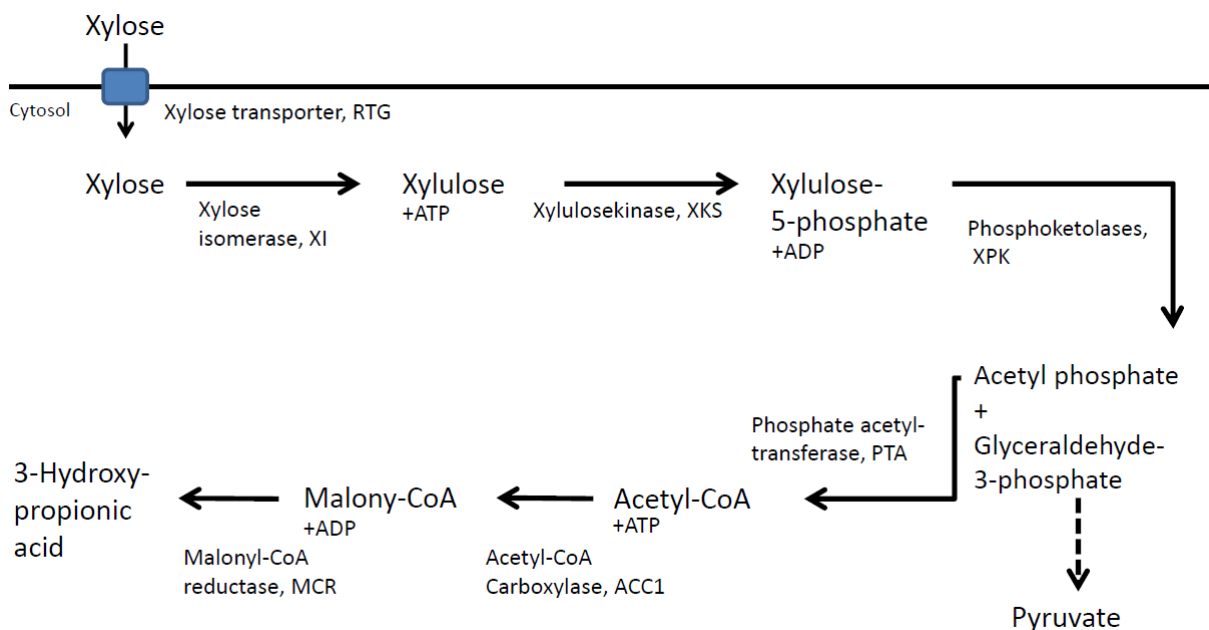 Xylose
Cytosol
Xylose transporter, RTG
Xylose
Xylose
isomerase, XI
Xylulose
+ATP
Xylulosekinase, XKS
Xylulose-
5-phosphate
+ADP
Phosphoketolases,
XPK
Acetyl phosphate
+
Glyceraldehyde-
3-phosphate
Pyruvate
Phosphate acetyl-
transferase, PTA
Acetyl-CoA
+ATP
Acetyl-CoA
Carboxylase, ACC1
Malony-CoA
+ADP
Malonyl-CoA
reductase, MCR
3-Hydroxy-
propionic
acid